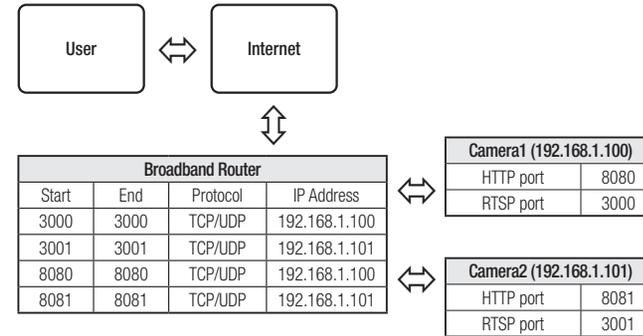 User
Internet
Broadband Router
Start End Protocol IP Address
3000 3000 TCP/UDP 192.168.1.100
3001 3001 TCP/UDP 192.168.1.101
8080 8080 TCP/UDP 192.168.1.100
8081 8081 TCP/UDP 192.168.1.101
Camera1 (192.168.1.100)
HTTP port 8080
RTSP port 3000
Camera2 (192.168.1.101)
HTTP port 8081
RTSP port 3001